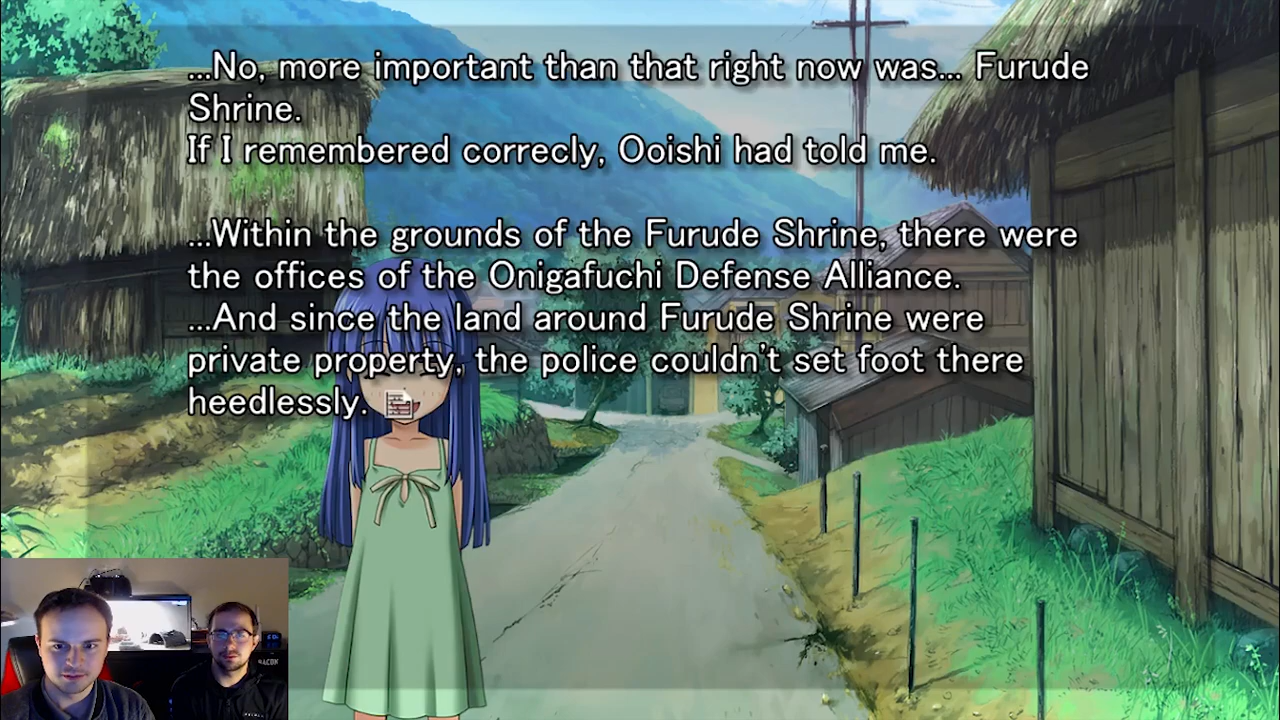 ...No, more important than that right now was... Furude
Shrine.
If I remembered correcly, Ooishi had told me.
...Within the grounds of the Furude Shrine, there were
the offices of the Onigafuchi Defense Alliance.
...And since the land around Furude Shrine were
private property, the police couldn't set foot there
heedlessly.